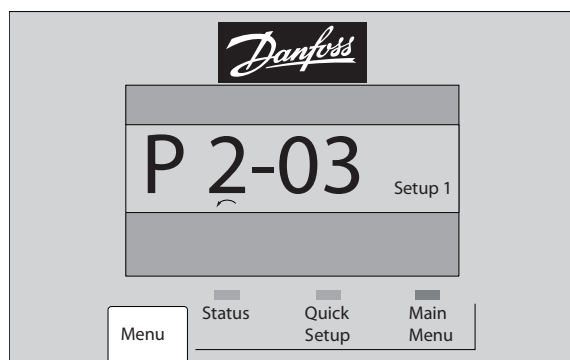 Danfoss
P 2-03
Setup 1
Status
Quick Setup
Main Menu
Menu